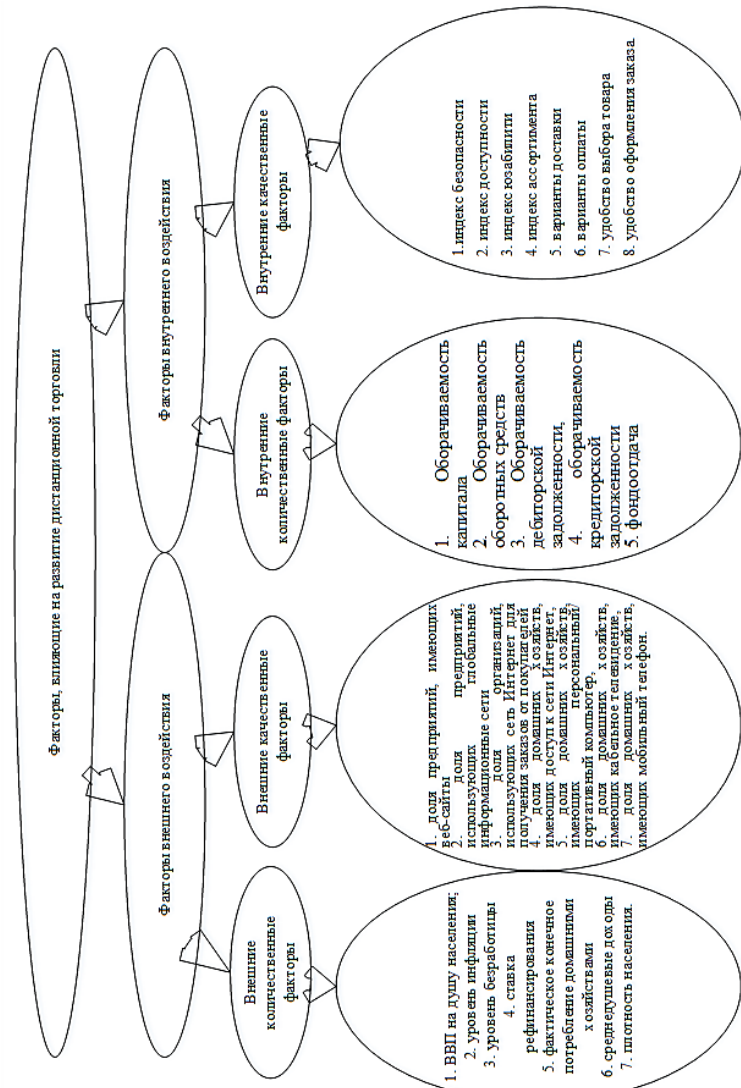 Факторы, влияющие на развитие дистанционной торговли
Факторы внешнего воздействия
Факторы внутреннего воздействия
Внешние
количественные
факторы
Внешние качественные
факторы
Внутренние
количественные факторы
Внутренние качественные
факторы
1. ВВП на душу населения;
2. уровень инфляции
3. уровень безработицы
4. ставка
рефинансирования
5. фактическое конечное
потребление домашними
хозяйствами
6. среднедушевые доходы
7. плотность населения.
1. доля предприятий, имеющих
веб-сайты
2. доля предприятий,
использующих глобальные
информационные сети
3. доля организаций,
использующих сеть Интернет для
получения заказов от покупателей
4. доля домашних хозяйств,
имеющих доступ к сети Интернет,
5. доля домашних хозяйств,
имеющих персональный/
портативный компьютер,
6. доля домашних хозяйств,
имеющих кабельное телевидение,
7. доля домашних хозяйств,
имеющих мобильный телефон.
1. Оборачиваемость
капитала
2. Оборачиваемость
оборотных средств
3. Оборачиваемость
дебиторской
задолженности,
4. оборачиваемость
кредиторской
задолженности
5. фондоотдача
1.индекс безопасности
2. индекс доступности
3. индекс юзабилити
4. индекс ассортимента
5. варианты доставки
6. варианты оплаты
7. удобство выбора товара
8. удобство оформления заказа.